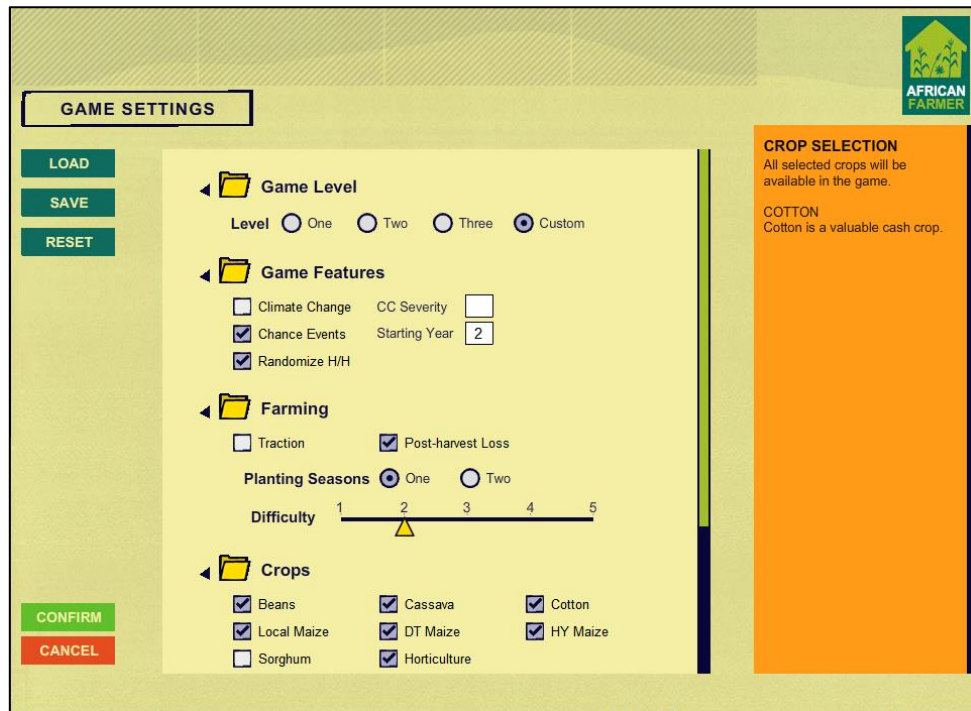 AFRICAN
FARMER
GAME SETTINGS
LOAD
SAVE
RESET
CONFIRM
CANCEL
Game Level
Level One Two Three Custom
Game Features
Climate Change CC Severity
Chance Events Starting Year 2
Randomize H/H
Farming
Traction Post-harvest Loss
Planting Seasons One Two
1 2 3 4 5
Difficulty
Crops
Beans Cassava Cotton
Local Maize DT Maize HY Maize
Sorghum Horticulture
CROP SELECTION
All selected crops will be
available in the game.
COTTON
Cotton is a valuable cash crop.